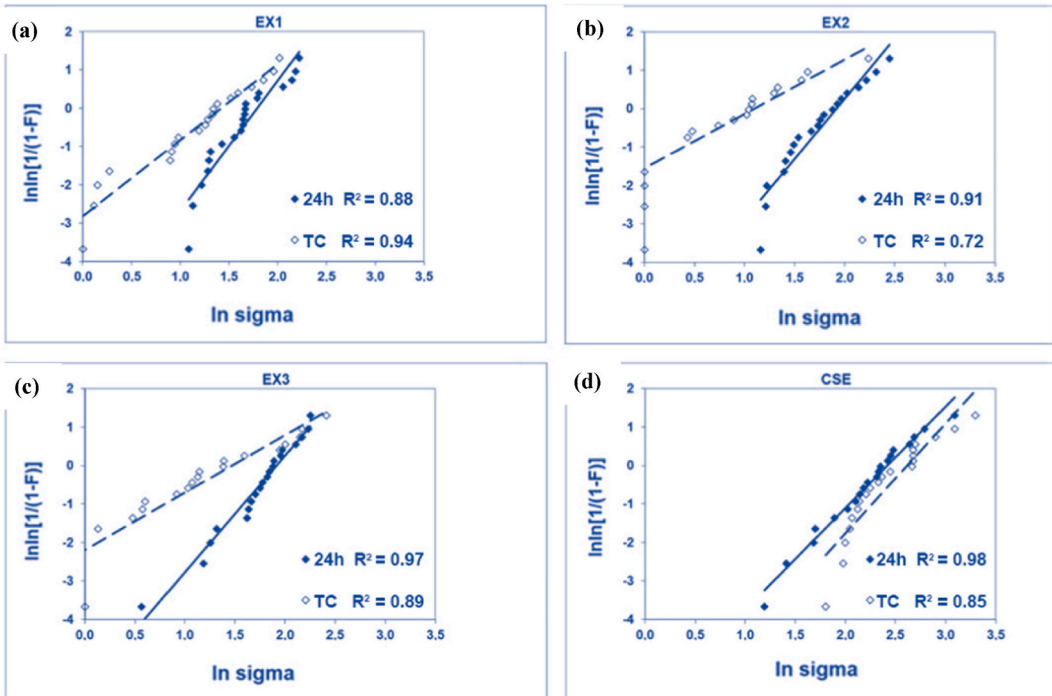 (a)
EX1
lnln[1/(1-F)]
2
1
0
-1
-2
-3
-4
24h R² = 0.88
TC R² = 0.94
0.0 0.5 1.0 1.5 2.0 2.5 3.0 3.5
ln sigma
(b)
EX2
lnln[1/(1-F)]
2
1
0
-1
-2
-3
-4
24h R² = 0.91
TC R² = 0.72
0.0 0.5 1.0 1.5 2.0 2.5 3.0 3.5
ln sigma
(c)
EX3
lnln[1/(1-F)]
2
1
0
-1
-2
-3
-4
24h R² = 0.97
TC R² = 0.89
0.0 0.5 1.0 1.5 2.0 2.5 3.0 3.5
ln sigma
(d)
CSE
lnln[1/(1-F)]
2
1
0
-1
-2
-3
-4
24h R² = 0.98
TC R² = 0.85
0.0 0.5 1.0 1.5 2.0 2.5 3.0 3.5
ln sigma